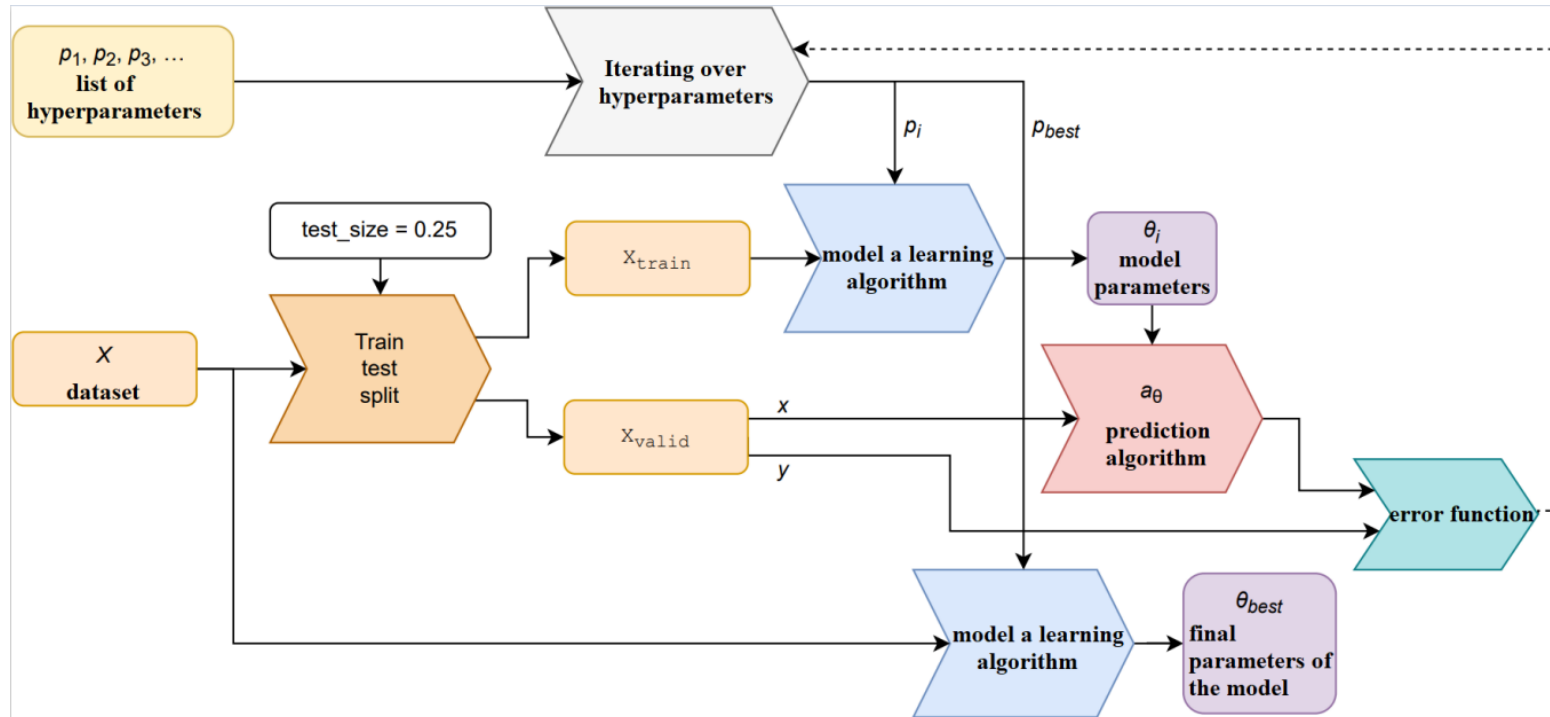 p1, p2, p3, ...
list of
hyperparameters
Iterating over
hyperparameters
pi
pbest
test_size = 0.25
Xtrain
model a learning
algorithm
θi
model
parameters
X
dataset
Train
test
split
Xvalid
x
y
aθ
prediction
algorithm
error function
model a learning
algorithm
θbest
final
parameters of
the model